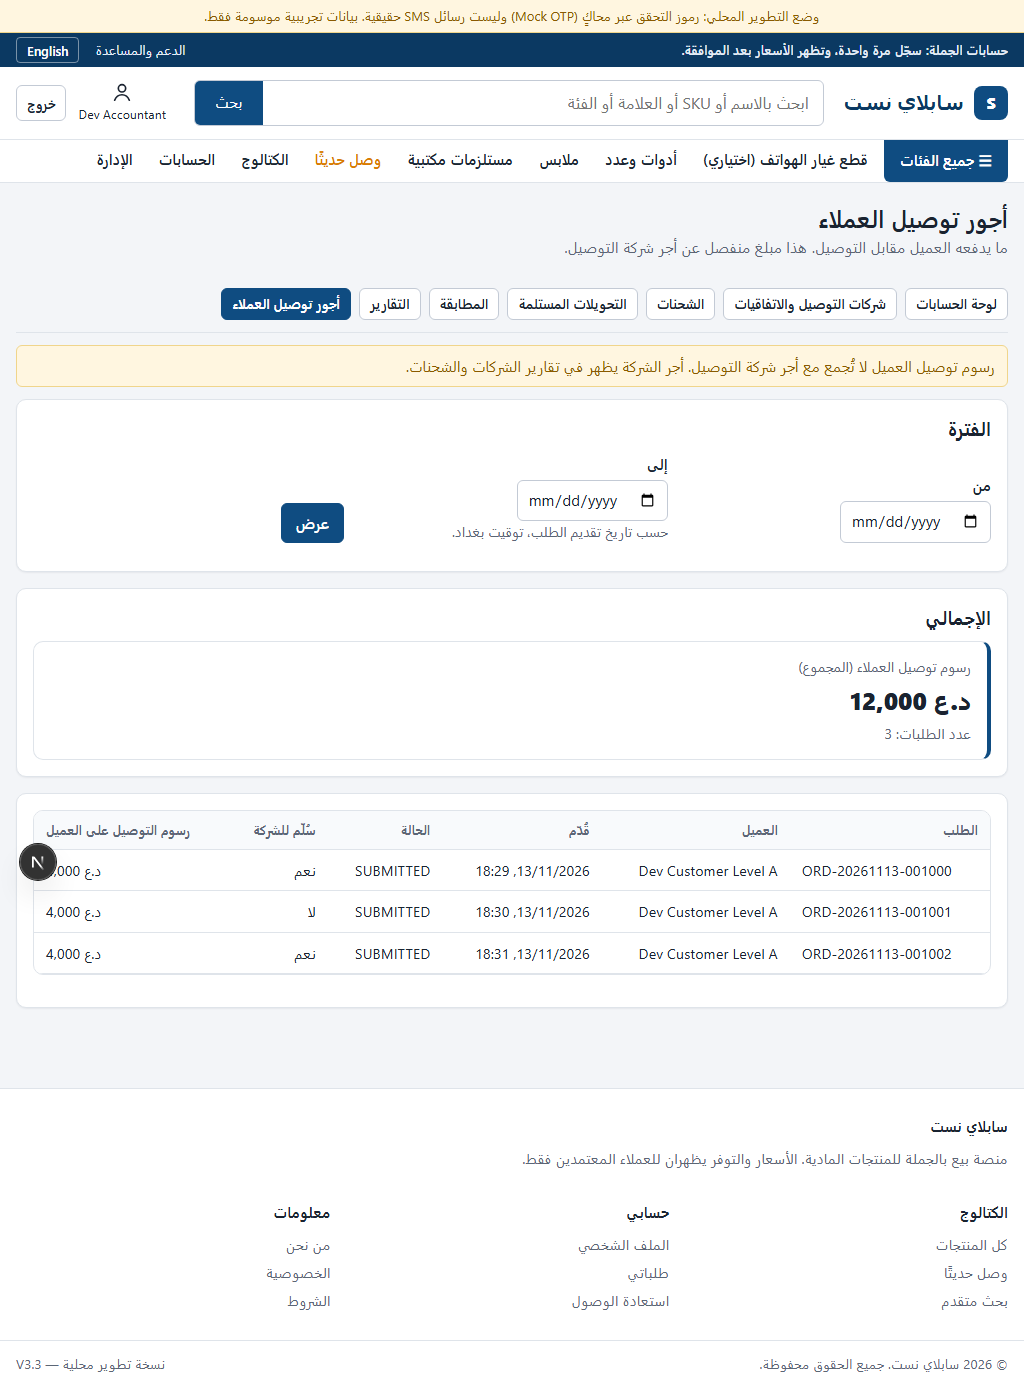 وضع التطوير المحلي: رموز التحقق عبر محاكٍ (Mock OTP) وليست رسائل SMS حقيقية. بيانات تجريبية موسومة فقط.
حسابات الجملة: سجّل مرة واحدة، وتظهر الأسعار بعد الموافقة.
الدعم والمساعدة
English
S
سابلاي نست
ابحث بالاسم أو SKU أو العلامة أو الفئة
بحث
Dev Accountant
خروج
☰ جميع الفئات
قطع غيار الهواتف (اختياري)
أدوات وعدد
ملابس
مستلزمات مكتبية
وصل حديثًا
الكتالوج
الحسابات
الإدارة
أجور توصيل العملاء
ما يدفعه العميل مقابل التوصيل. هذا مبلغ منفصل عن أجر شركة التوصيل.
لوحة الحسابات
شركات التوصيل والاتفاقيات
الشحنات
التحويلات المستلمة
المطابقة
التقارير
أجور توصيل العملاء
رسوم توصيل العميل لا تُجمع مع أجر شركة التوصيل. أجر الشركة يظهر في تقارير الشركات والشحنات.
الفترة
من
mm/dd/yyyy
إلى
mm/dd/yyyy
حسب تاريخ تقديم الطلب، توقيت بغداد.
عرض
الإجمالي
رسوم توصيل العملاء (المجموع)
د.ع 12,000
عدد الطلبات: 3
الطلب العميل قُدّم الحالة سُلّم للشركة رسوم التوصيل على العميل
ORD-20261113-001000 Dev Customer Level A 13/11/2026, 18:29 SUBMITTED نعم د.ع ,000
N
ORD-20261113-001001 Dev Customer Level A 13/11/2026, 18:30 SUBMITTED لا د.ع 4,000
ORD-20261113-001002 Dev Customer Level A 13/11/2026, 18:31 SUBMITTED نعم د.ع 4,000
سابلاي نست
منصة بيع بالجملة للمنتجات المادية. الأسعار والتوفر يظهران للعملاء المعتمدين فقط.
الكتالوج
كل المنتجات
وصل حديثًا
بحث متقدم
حسابي
الملف الشخصي
طلباتي
استعادة الوصول
معلومات
من نحن
الخصوصية
الشروط
© 2026 سابلاي نست. جميع الحقوق محفوظة.
نسخة تطوير محلية — V3.3